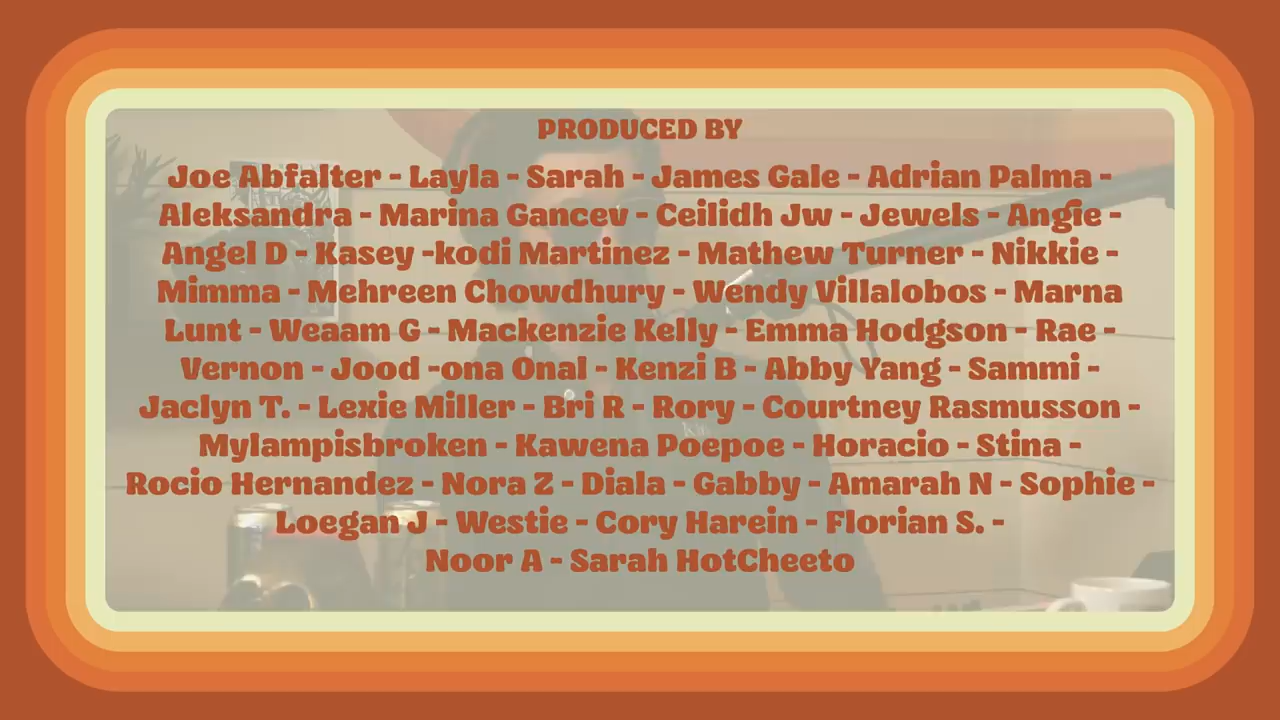 PRODUCED BY
Joe Abfalter - Layla - Sarah - James Gale - Adrian Palma -
Aleksandra - Marina Gancev - Ceilidh Jw - Jewels - Angie -
Angel D - Kasey -kodi Martinez - Mathew Turner - Nikkie -
Mimma - Mehreen Chowdhury - Wendy Villalobos - Marna
Lunt - Weaam G - Mackenzie Kelly - Emma Hodgson - Rae -
Vernon - Jood -ona Onal - Kenzi B - Abby Yang - Sammi -
Jaclyn T. - Lexie Miller - Bri R - Rory - Courtney Rasmusson -
Mylampisbroken - Kawena Poepoe - Horacio - Stina -
Rocio Hernandez - Nora Z - Diala - Gabby - Amarah N - Sophie -
Loegan J - Westie - Cory Harein - Florian S. -
Noor A - Sarah HotCheeto